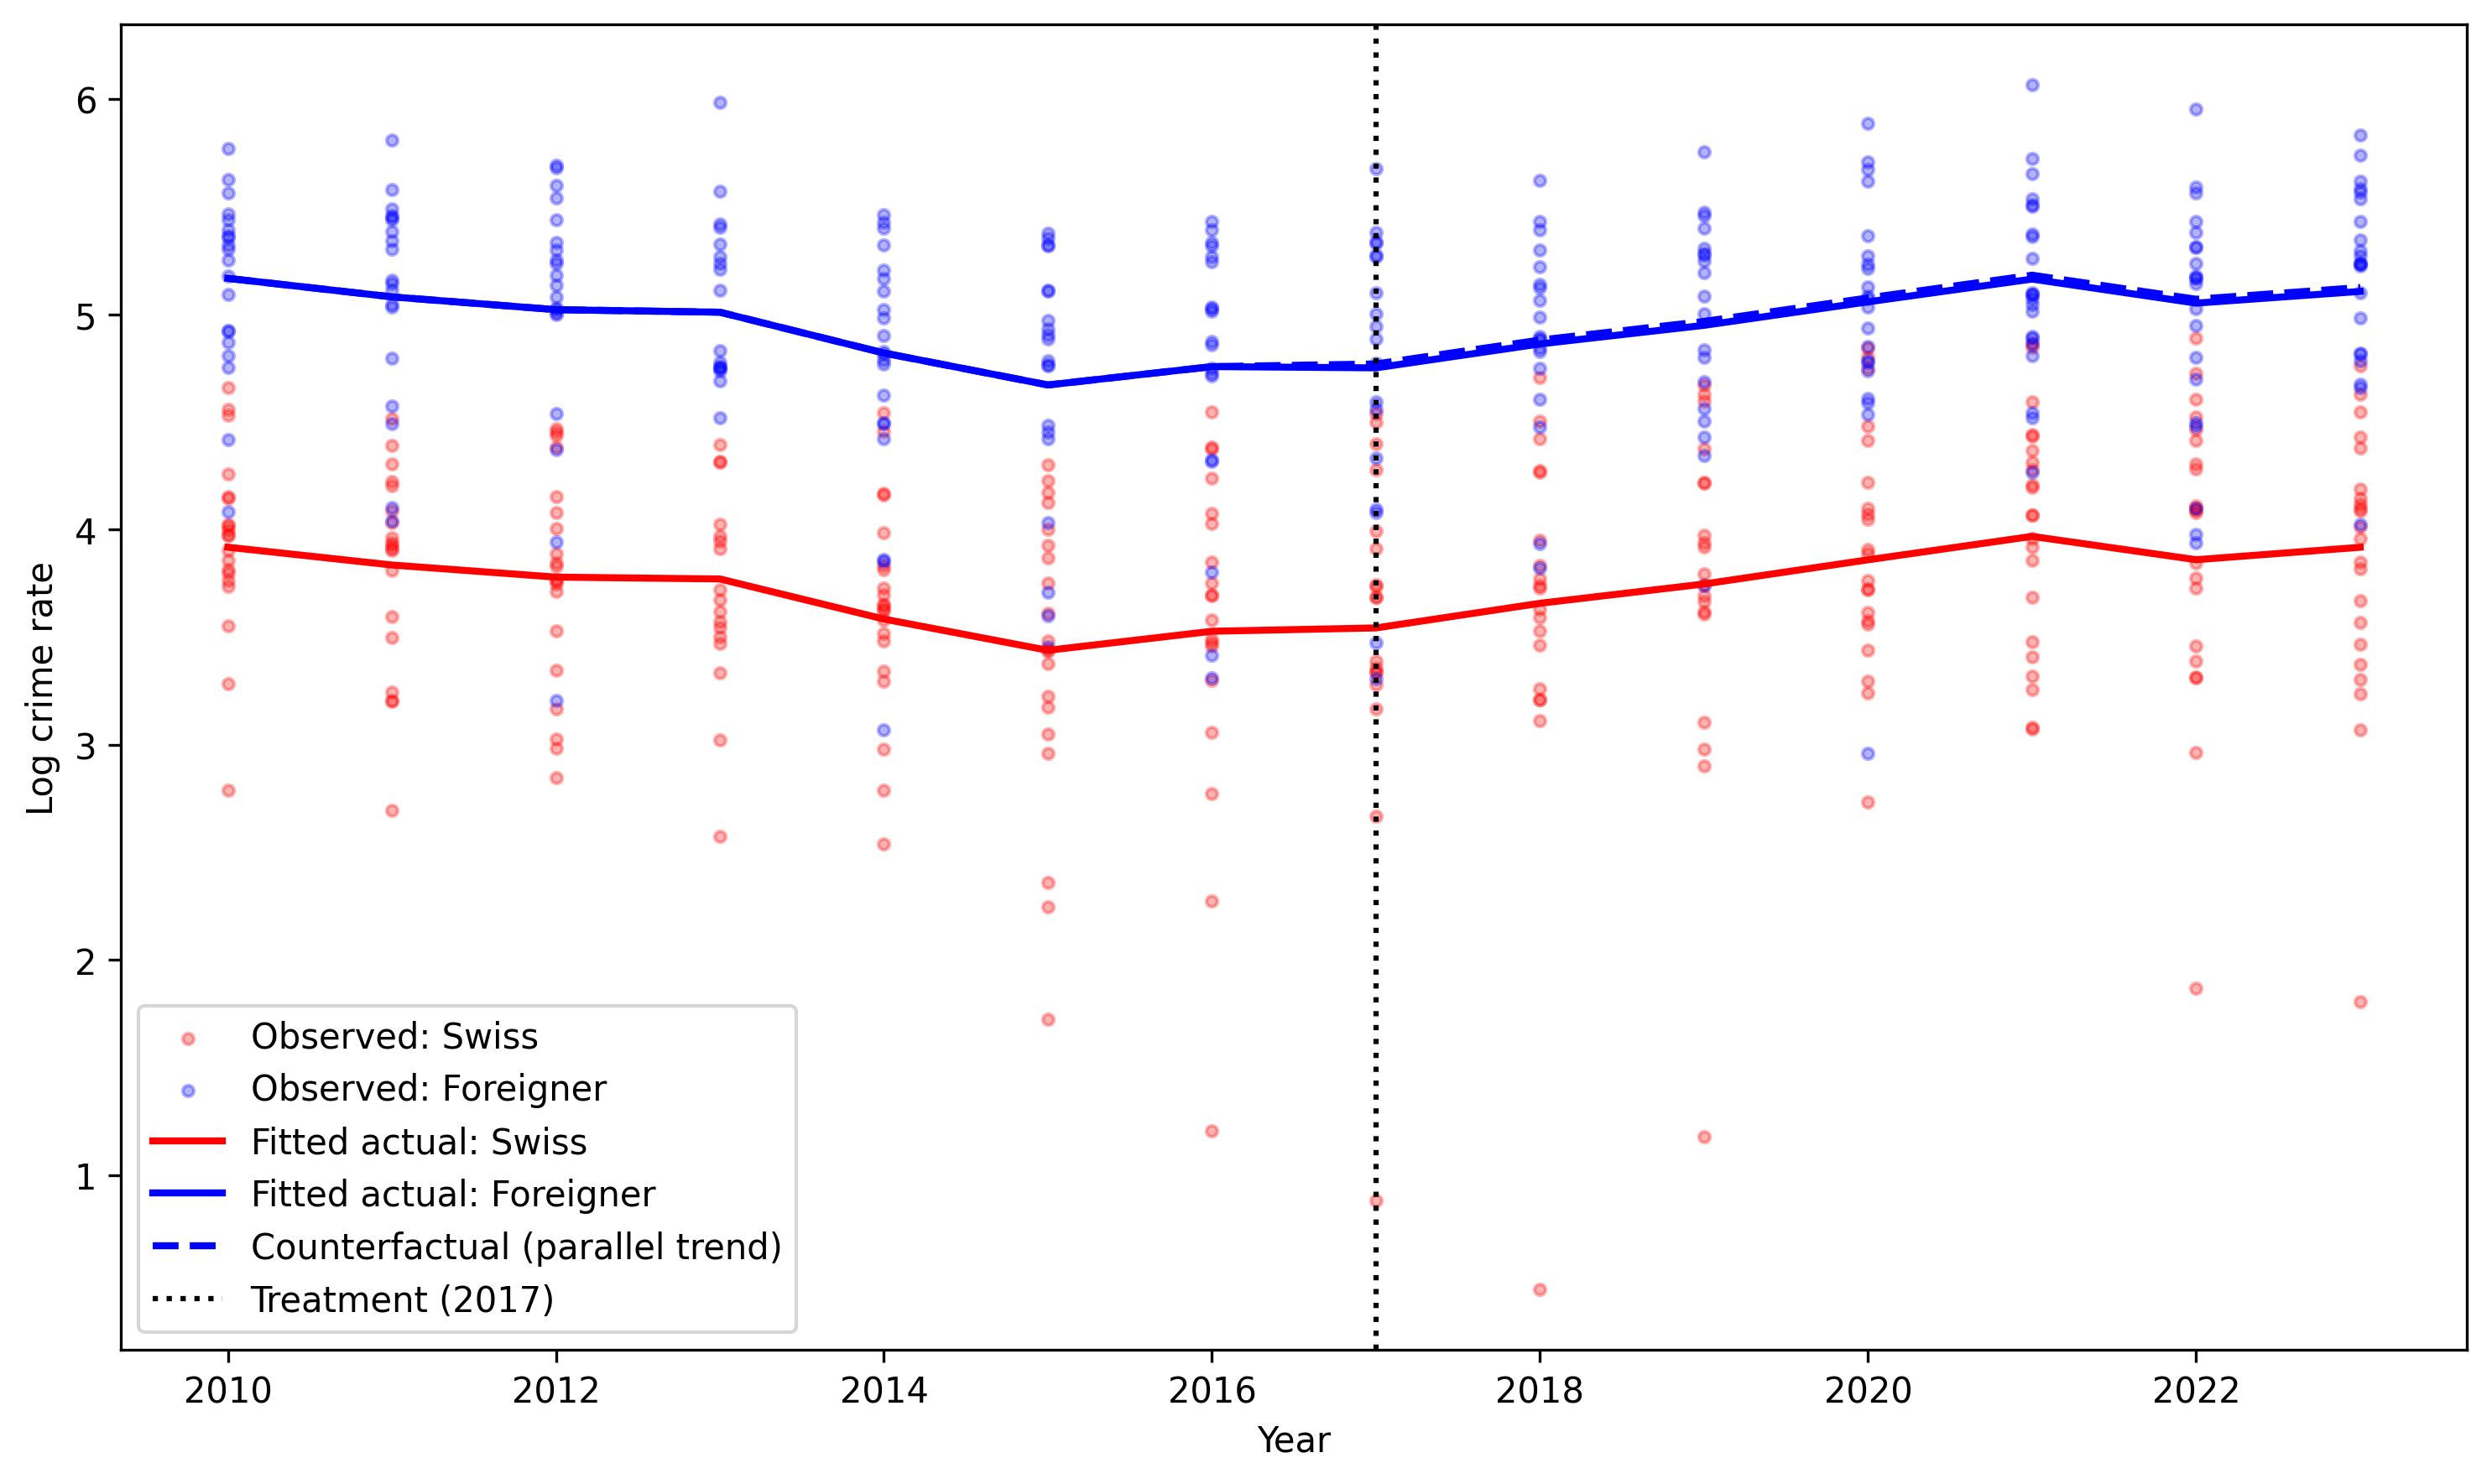 6
5
4
3
2
1
Log crime rate
Observed: Swiss
Observed: Foreigner
Fitted actual: Swiss
Fitted actual: Foreigner
Counterfactual (parallel trend)
Treatment (2017)
2010 2012 2014 2016 2018 2020 2022
Year